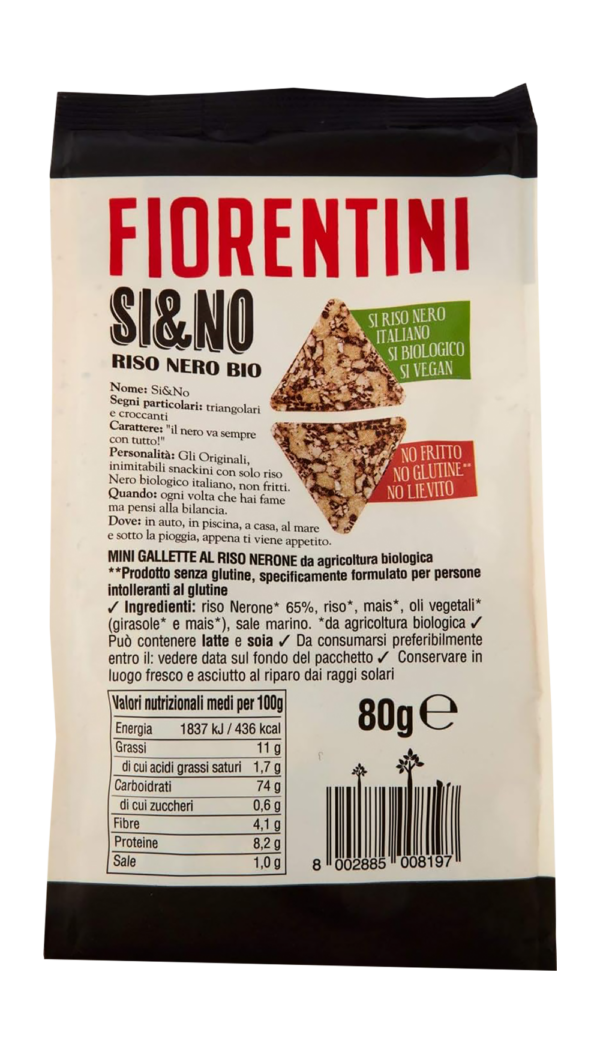 FIORENTINI
SI&NO
RISO NERO BIO
SI RISO NERO
ITALIANO
SI BIOLOGICO
SI VEGAN
NO FRITTO
NO GLUTINE**
NO LIEVITO
Nome: Si&No
Segni particolari: triangolari
e croccanti
Carattere: "il nero va sempre
con tutto!"
Personalità: Gli Originali,
inimitabili snackini con solo riso
Nero biologico italiano, non fritti.
Quando: ogni volta che hai fame
ma pensi alla bilancia.
Dove: in auto, in piscina, a casa, al mare
e sotto la pioggia, appena ti viene appetito.
MINI GALLETTE AL RISO NERONE da agricoltura biologica
**Prodotto senza glutine, specificamente formulato per persone
intolleranti al glutine
✓ Ingredienti: riso Nerone* 65%, riso*, mais*, oli vegetali*
(girasole* e mais*), sale marino. *da agricoltura biologica ✓
Può contenere latte e soia ✓ Da consumarsi preferibilmente
entro il: vedere data sul fondo del pacchetto ✓ Conservare in
luogo fresco e asciutto al riparo dai raggi solari
Valori nutrizionali medi per 100g
Energia 1837 kJ / 436 kcal
Grassi 11 g
di cui acidi grassi saturi 1,7 g
Carboidrati 74 g
di cui zuccheri 0,6 g
Fibre 4,1 g
Proteine 8,2 g
Sale 1,0 g
80g ℮
8 002885 008197